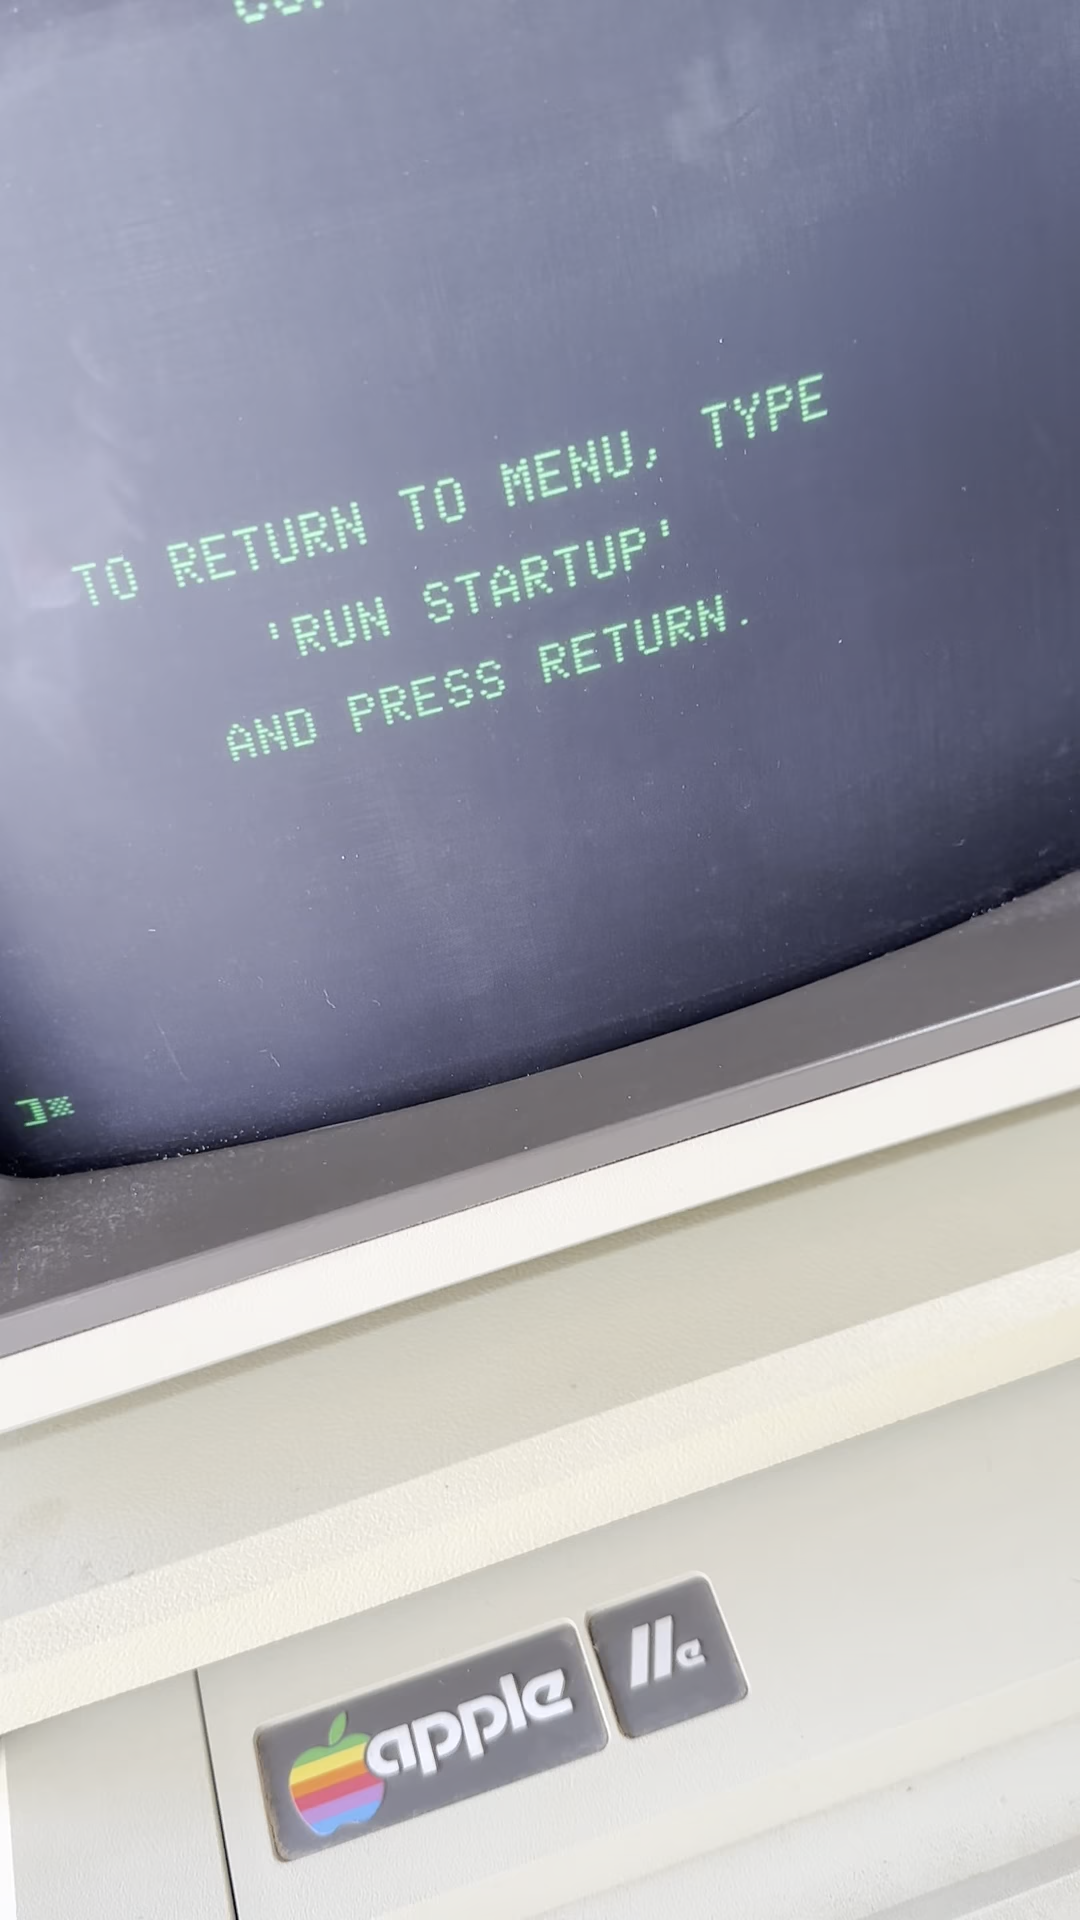 TO RETURN TO MENU, TYPE
'RUN STARTUP'
AND PRESS RETURN.
]
apple
IIe